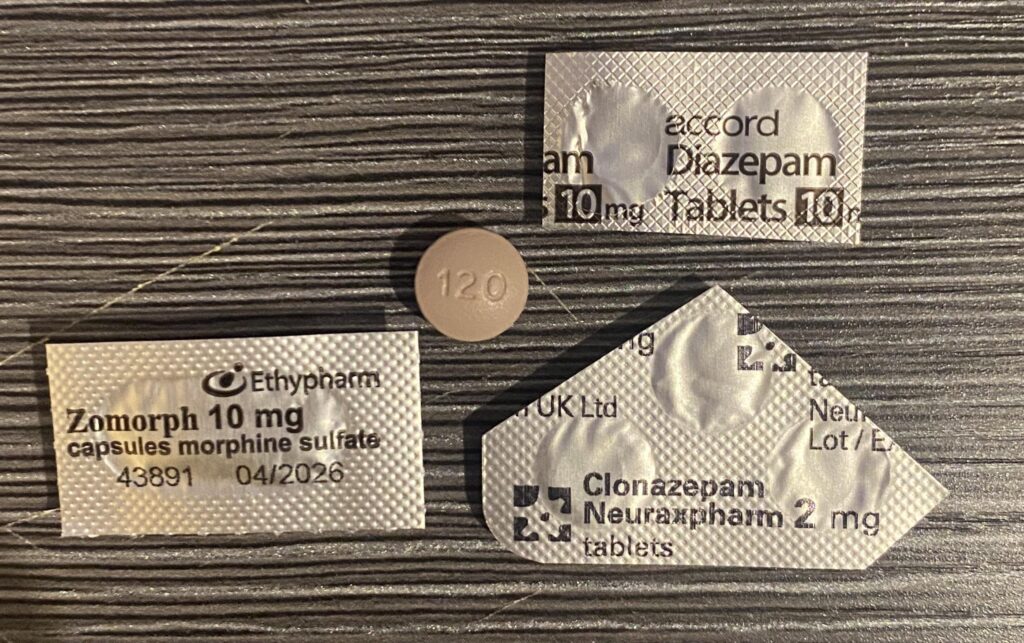 accord
am Diazepam
10 mg Tablets 10
120
Ethypharm
Zomorph 10 mg
capsules morphine sulfate
43891 04/2026
UK Ltd
Lot / E
Clonazepam
Neuraxpharm 2 mg
tablets